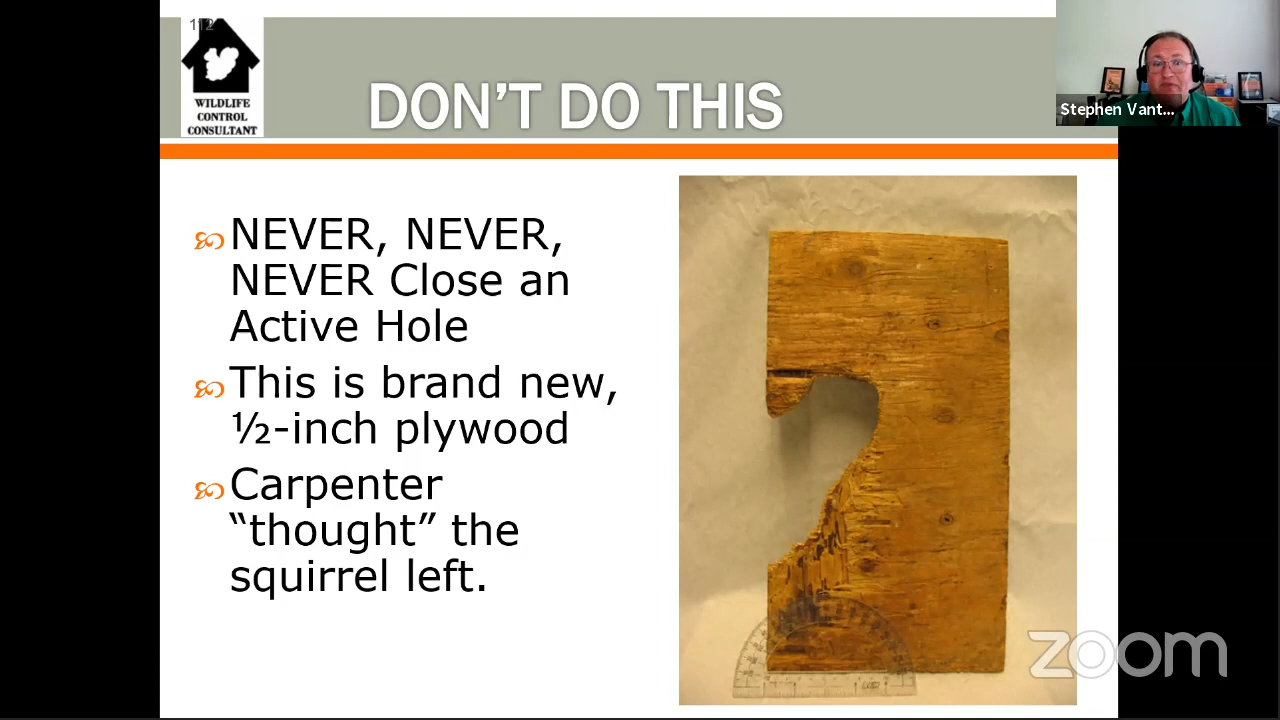 112
WILDLIFE
CONTROL
CONSULTANT
DON'T DO THIS
Stephen Vant...
NEVER, NEVER,
NEVER Close an
Active Hole
This is brand new,
½-inch plywood
Carpenter
“thought” the
squirrel left.
zoom